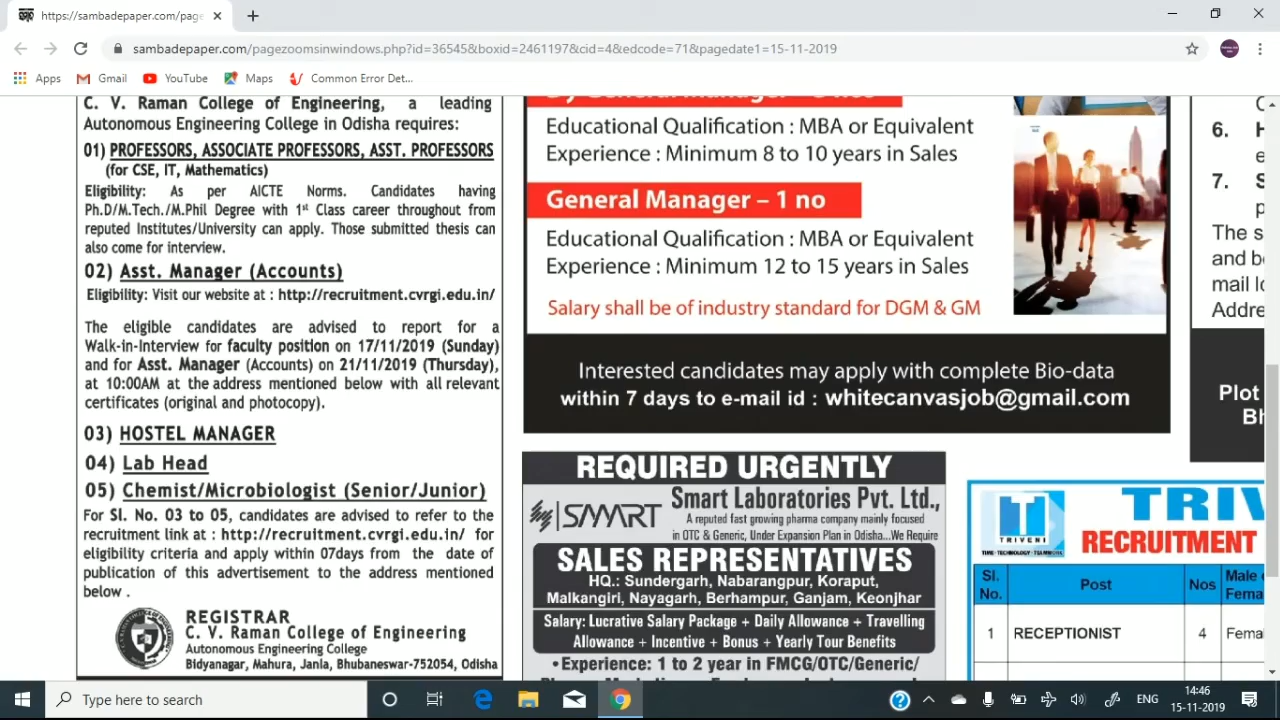 https://sambadepaper.com/page
sambadepaper.com/pagezoomsinwindows.php?id=36545&boxid=2461197&cid=4&edcode=71&pagedate1=15-11-2019
Apps Gmail YouTube Maps Common Error Det...
C. V. Raman College of Engineering, a leading
Autonomous Engineering College in Odisha requires:
01) PROFESSORS, ASSOCIATE PROFESSORS, ASST. PROFESSORS
(for CSE, IT, Mathematics)
Eligibility: As per AICTE Norms. Candidates having
Ph.D/M.Tech./M.Phil Degree with 1st Class career throughout from
reputed Institutes/University can apply. Those submitted thesis can
also come for interview.
02) Asst. Manager (Accounts)
Eligibility: Visit our website at : http://recruitment.cvrgi.edu.in/
The eligible candidates are advised to report for a
Walk-in-Interview for faculty position on 17/11/2019 (Sunday)
and for Asst. Manager (Accounts) on 21/11/2019 (Thursday),
at 10:00AM at the address mentioned below with all relevant
certificates (original and photocopy).
03) HOSTEL MANAGER
04) Lab Head
05) Chemist/Microbiologist (Senior/Junior)
For Sl. No. 03 to 05, candidates are advised to refer to the
recruitment link at : http://recruitment.cvrgi.edu.in/ for
eligibility criteria and apply within 07days from the date of
publication of this advertisement to the address mentioned
below .
REGISTRAR
C. V. Raman College of Engineering
Autonomous Engineering College
Bidyanagar, Mahura, Janla, Bhubaneswar-752054, Odisha
Educational Qualification : MBA or Equivalent
Experience : Minimum 8 to 10 years in Sales
General Manager – 1 no
Educational Qualification : MBA or Equivalent
Experience : Minimum 12 to 15 years in Sales
Salary shall be of industry standard for DGM & GM
Interested candidates may apply with complete Bio-data
within 7 days to e-mail id : whitecanvasjob@gmail.com
REQUIRED URGENTLY
SMART
Smart Laboratories Pvt. Ltd.,
A reputed fast growing pharma company mainly focused
in OTC & Generic, Under Expansion Plan in Odisha...We Require
SALES REPRESENTATIVES
HQ.: Sundergarh, Nabarangpur, Koraput,
Malkangiri, Nayagarh, Berhampur, Ganjam, Keonjhar
Salary: Lucrative Salary Package + Daily Allowance + Travelling
Allowance + Incentive + Bonus + Yearly Tour Benefits
•Experience: 1 to 2 year in FMCG/OTC/Generic/
6. H
7. S
The s
and be
mail
Addre
Plot
Bh
TRIV
TRIVENI
RECRUITMENT
Sl. No. Post Nos Male Fema
1 RECEPTIONIST 4 Femal
Type here to search
ENG
14:46
15-11-2019